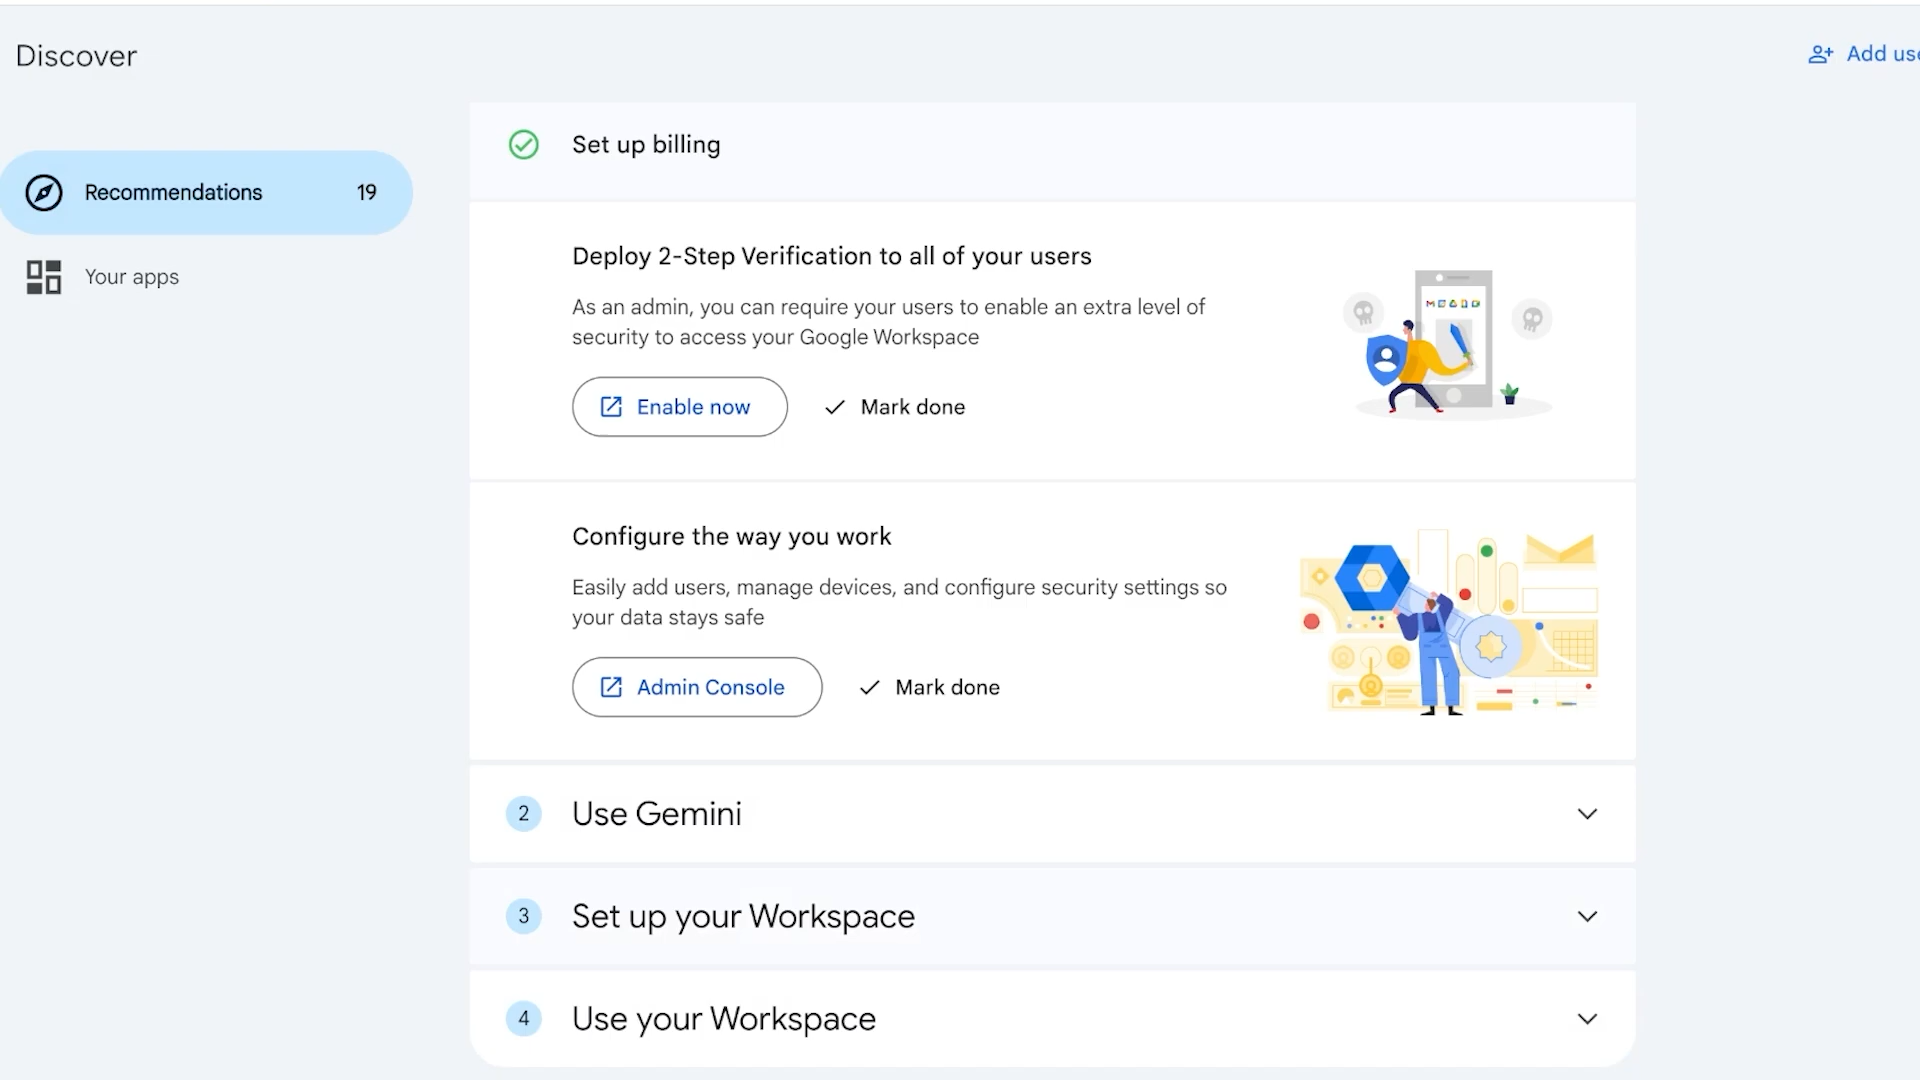 Discover
Add use
Recommendations 19
Your apps
Set up billing
Deploy 2-Step Verification to all of your users
As an admin, you can require your users to enable an extra level of
security to access your Google Workspace
Enable now
Mark done
Configure the way you work
Easily add users, manage devices, and configure security settings so
your data stays safe
Admin Console
Mark done
2 Use Gemini
3 Set up your Workspace
4 Use your Workspace